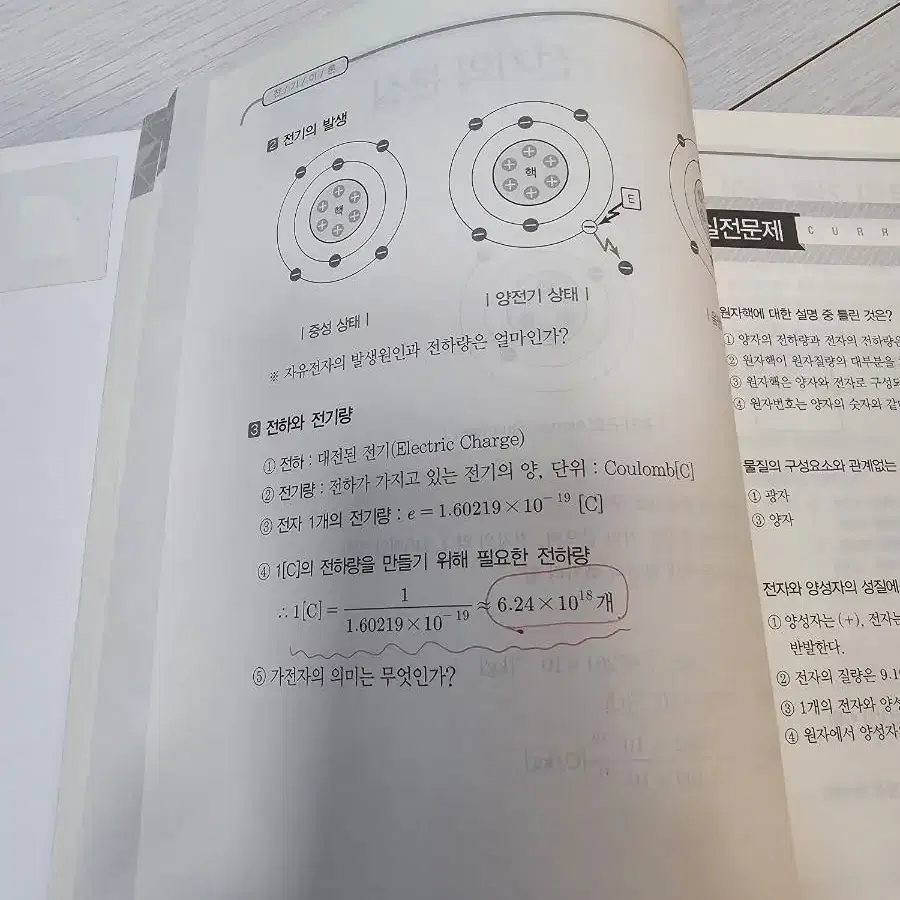 전/기/이/론
2 전기의 발생
핵
핵
E
| 중성 상태 |
| 양전기 상태 |
※ 자유전자의 발생원인과 전하량은 얼마인가?
3 전하와 전기량
① 전하 : 대전된 전기(Electric Charge)
② 전기량 : 전하가 가지고 있는 전기의 양, 단위 : Coulomb[C]
③ 전자 1개의 전기량 : e = 1.60219×10⁻¹⁹ [C]
④ 1[C]의 전하량을 만들기 위해 필요한 전하량
∴ 1[C] = 1 / 1.60219×10⁻¹⁹ ≈ 6.24×10¹⁸개
⑤ 가전자의 의미는 무엇인가?
실전문제 CURR
원자핵에 대한 설명 중 틀린 것은?
① 양자의 전하량과 전자의 전하량은
② 원자핵이 원자질량의 대부분을
③ 원자핵은 양자와 전자로 구성되
④ 원자번호는 양자의 숫자와 같
물질의 구성요소와 관계없는
① 광자
③ 양자
전자와 양성자의 성질에
① 양성자는 (+), 전자는
반발한다.
② 전자의 질량은 9.1
③ 1개의 전자와 양성
④ 원자에서 양성자